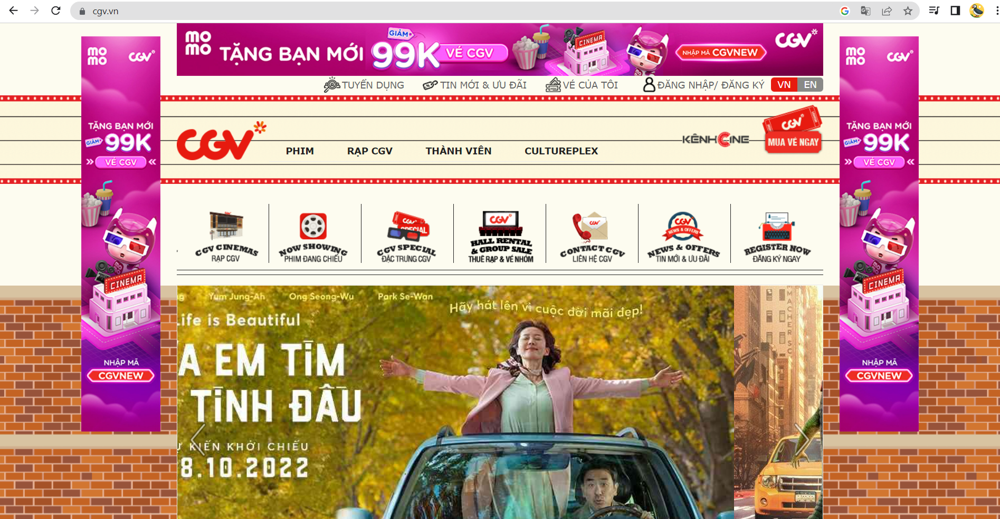 cgv.vn
mo
mo
TẶNG BẠN MỚI GIẢM 99K VÉ CGV
CINEMA
NHẬP MÃ CGVNEW
CGV
TUYỂN DỤNG
TIN MỚI & ƯU ĐÃI
VÉ CỦA TÔI
ĐĂNG NHẬP/ ĐĂNG KÝ
VN EN
mo
mo
CGV
TẶNG BẠN MỚI
GIẢM 99K
» VÉ CGV «
CINEMA
NHẬP MÃ
CGVNEW
CGV
PHIM
RẠP CGV
THÀNH VIÊN
CULTUREPLEX
KÊNH CINE
CGV
MUA VÉ NGAY
CGV CINEMAS
RẠP CGV
NOW SHOWING
PHIM ĐANG CHIẾU
CGV
SPECIAL
CGV SPECIAL
ĐẶC TRƯNG CGV
CGV
HALL RENTAL
& GROUP SALE
THUÊ RẠP & VÉ NHÓM
CGV
CONTACT CGV
LIÊN HỆ CGV
CGV
NEWS & OFFERS
NEWS & OFFERS
TIN MỚI & ƯU ĐÃI
REGISTER NOW
ĐĂNG KÝ NGAY
mo
mo
CGV
TẶNG BẠN MỚI
GIẢM 99K
» VÉ CGV «
CINEMA
NHẬP MÃ
CGVNEW
Yum Jung-Ah Ong Seong-Wu Park Se-Wan
Hãy hát lên vì cuộc đời mãi đẹp!
Life is Beautiful
A EM TÌM
TÌNH ĐẦU
Ự KIẾN KHỞI CHIẾU
8.10.2022